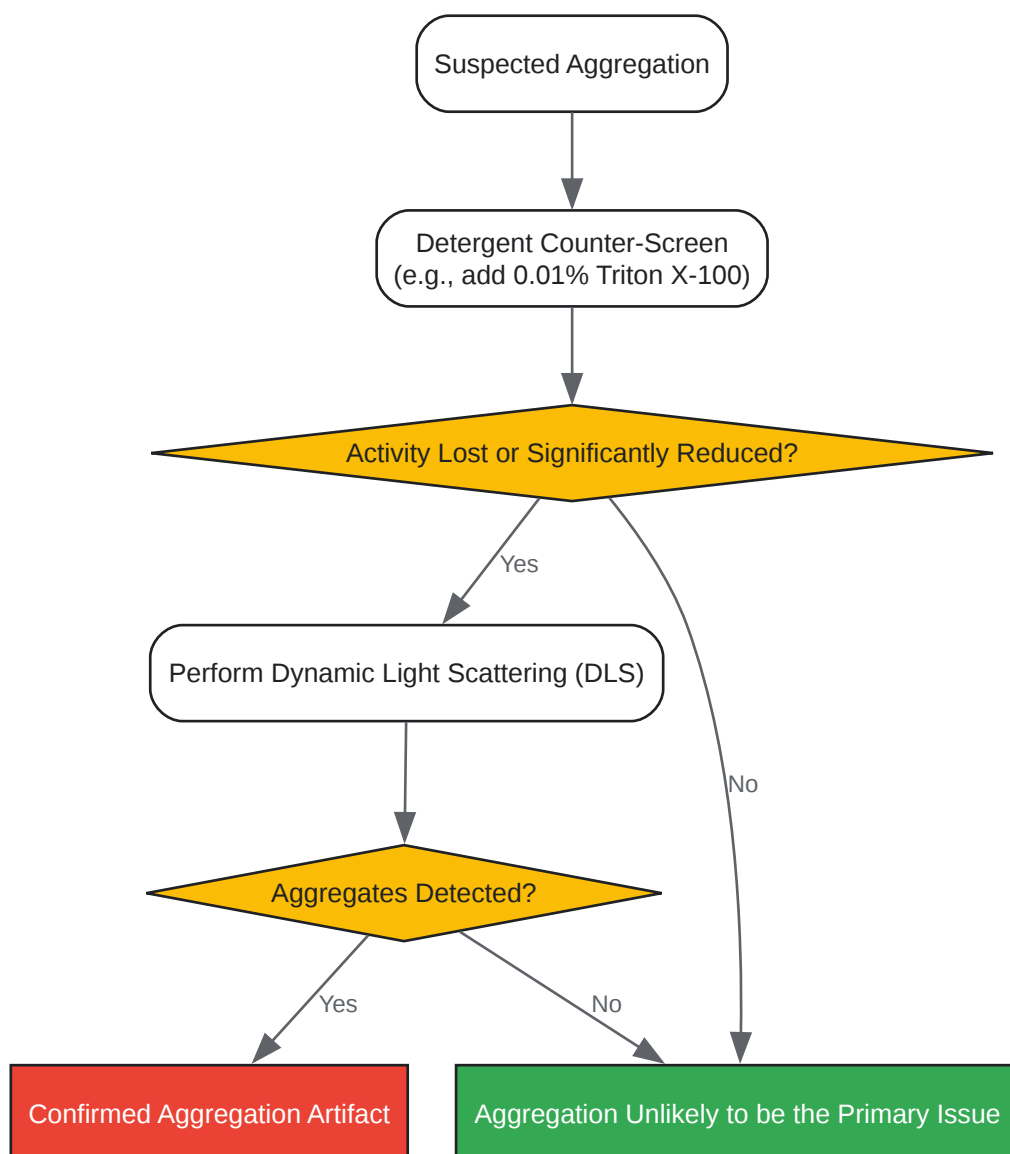 Suspected Aggregation
Detergent Counter-Screen
(e.g., add 0.01% Triton X-100)
Activity Lost or Significantly Reduced?
Yes
Perform Dynamic Light Scattering (DLS)
No
Aggregates Detected?
Yes
No
Confirmed Aggregation Artifact
Aggregation Unlikely to be the Primary Issue